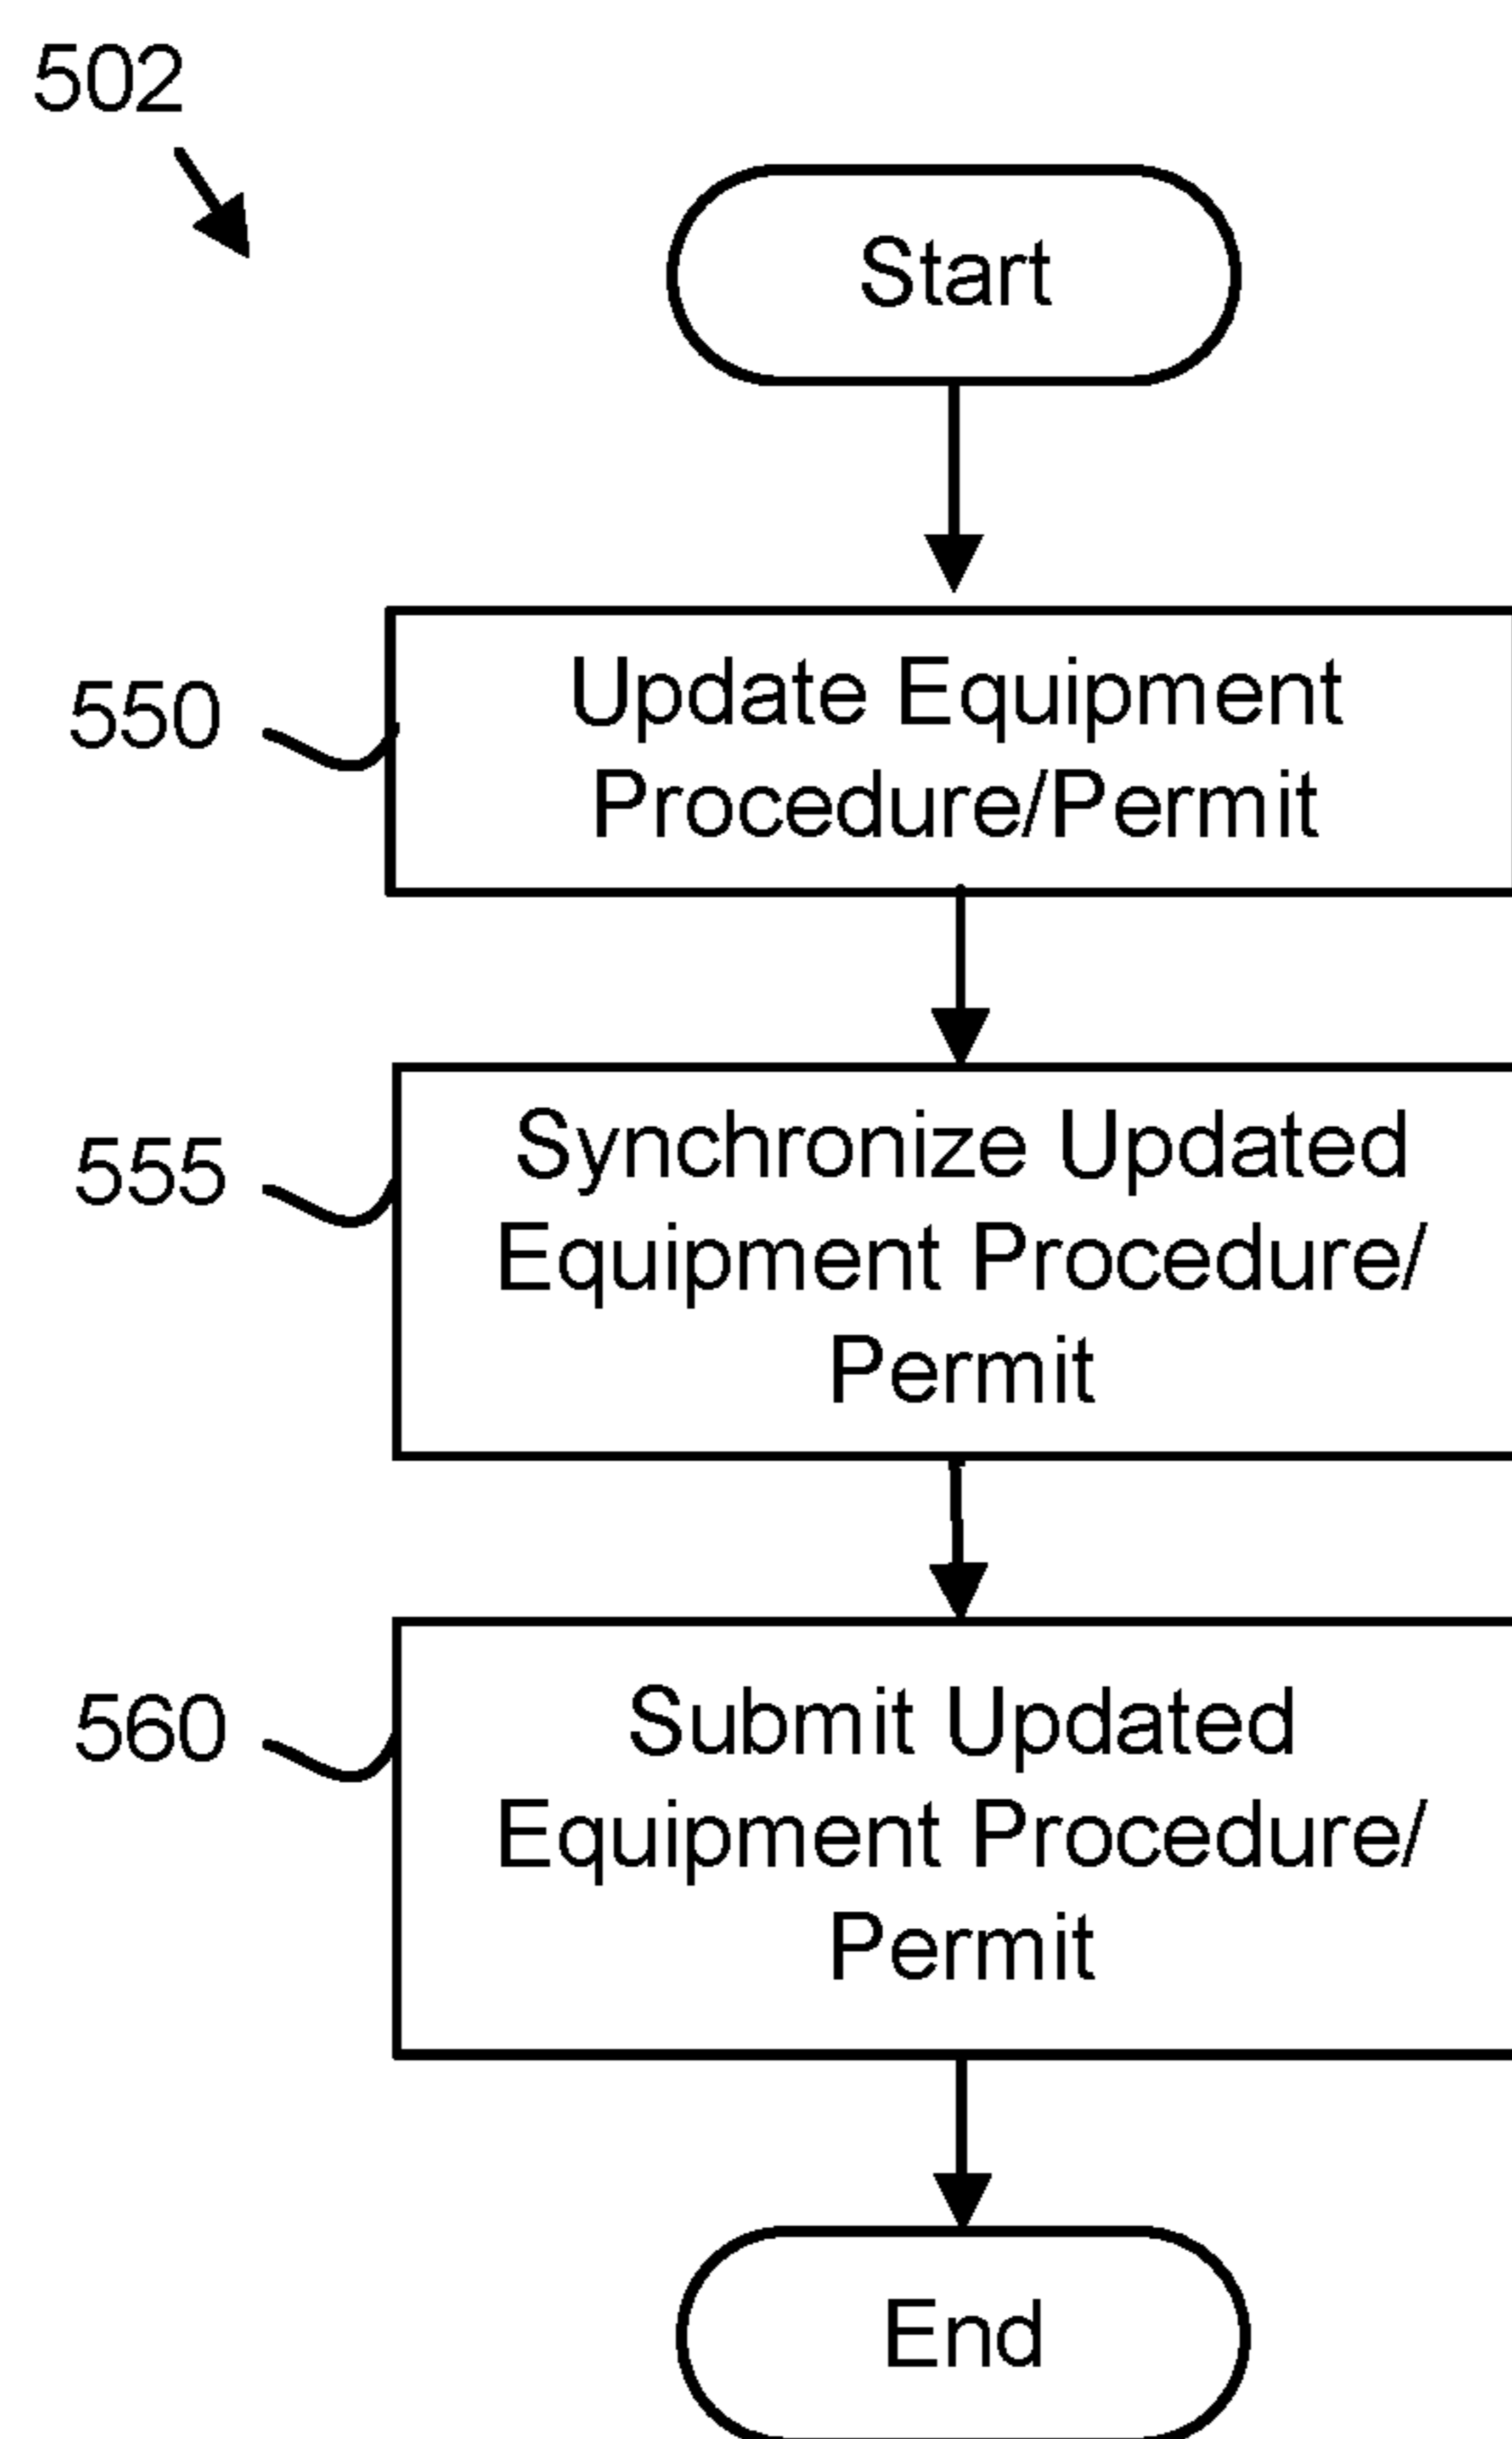 502
Start
550
Update Equipment
Procedure/Permit
555
Synchronize Updated
Equipment Procedure/
Permit
560
Submit Updated
Equipment Procedure/
Permit
End